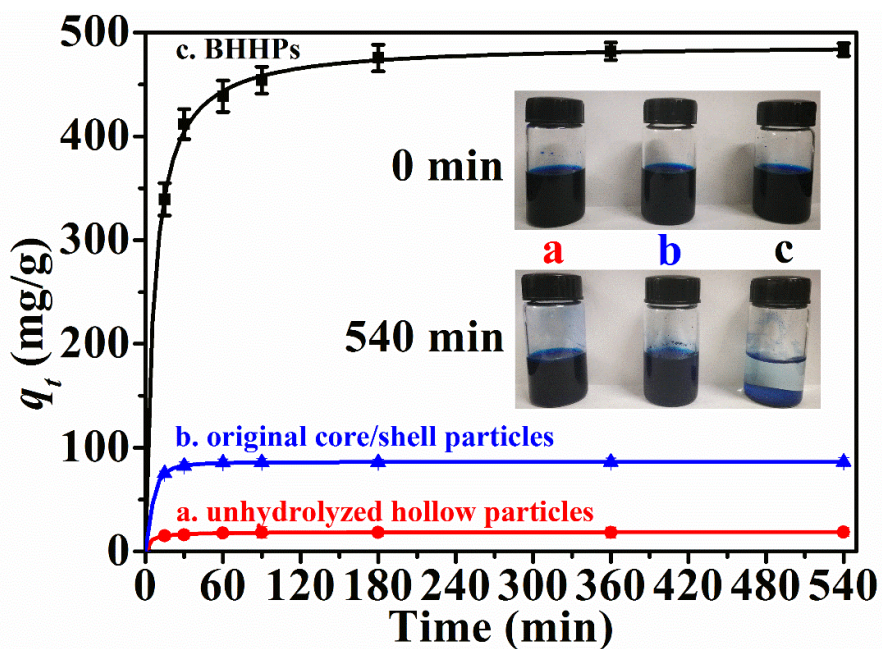 500
400
300
200
100
0
q_t (mg/g)
c. BHHPs
0 min
a b c
540 min
b. original core/shell particles
a. unhydrolyzed hollow particles
0 60 120 180 240 300 360 420 480 540
Time (min)